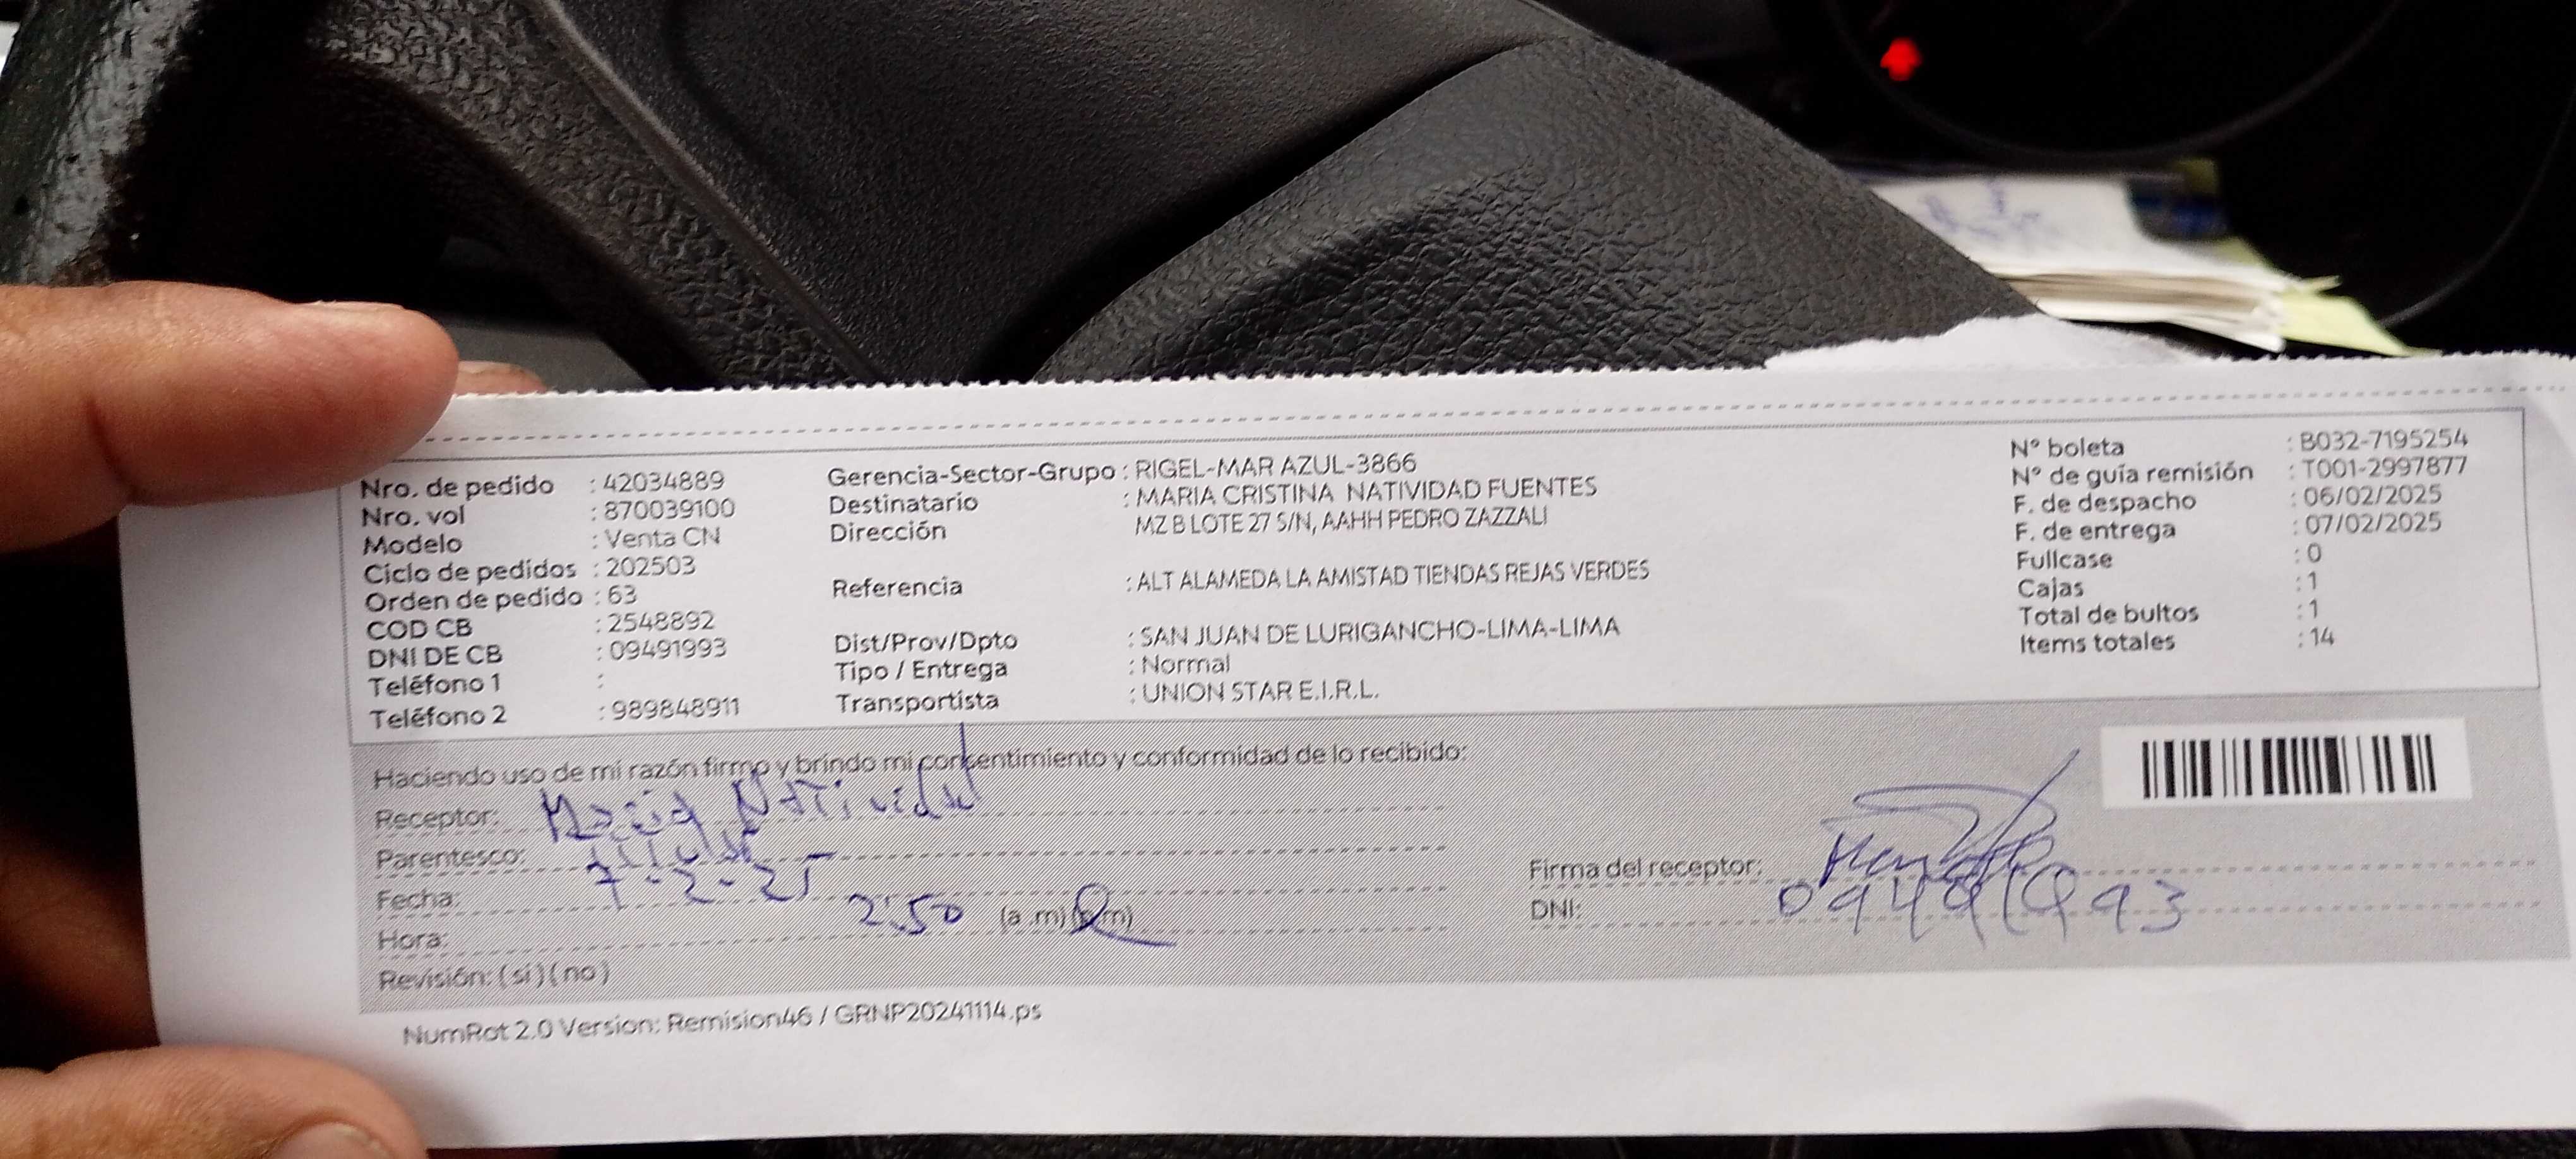 Nro. de pedido : 42034889
Nro. vol : 870039100
Modelo : Venta CN
Ciclo de pedidos : 202503
Orden de pedido : 63
COD CB : 2548892
DNI DE CB : 09491993
Teléfono 1 :
Teléfono 2 : 989848911
Gerencia-Sector-Grupo : RIGEL-MAR AZUL-3866
Destinatario : MARIA CRISTINA NATIVIDAD FUENTES
Dirección MZ B LOTE 27 S/N, AAHH PEDRO ZAZZALI
Referencia : ALT ALAMEDA LA AMISTAD TIENDAS REJAS VERDES
Dist/Prov/Dpto : SAN JUAN DE LURIGANCHO-LIMA-LIMA
Tipo / Entrega : Normal
Transportista : UNION STAR E.I.R.L.
N° boleta : B032-7195254
N° de guía remisión : T001-2997877
F. de despacho : 06/02/2025
F. de entrega : 07/02/2025
Fullcase : 0
Cajas : 1
Total de bultos : 1
Items totales : 14
Haciendo uso de mi razón firmo y brindo mi consentimiento y conformidad de lo recibido:
Receptor: Maria Natividad
Parentesco: Titular
Fecha: 7-2-25
Hora: 2:50 (a .m) (p.m)
Revisión: (si) (no)
Firma del receptor:
DNI: 09491993
NumRot 2.0 Version: Remision46 / GRNP20241114.ps